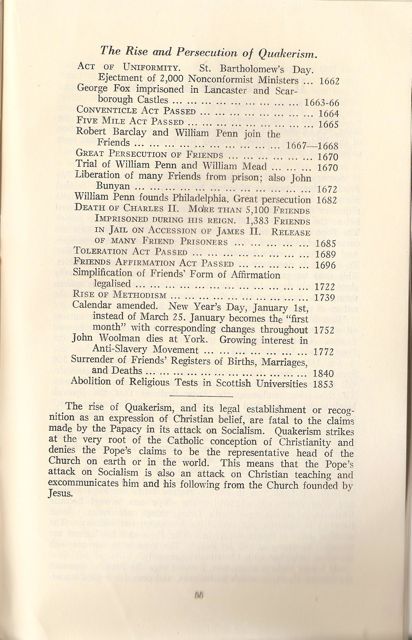 The Rise and Persecution of Quakerism.
ACT OF UNIFORMITY. St. Bartholomew's Day.
Ejectment of 2,000 Nonconformist Ministers ... 1662
George Fox imprisoned in Lancaster and Scar-
borough Castles ... ... ... ... ... ... ... ... 1663-66
CONVENTICLE ACT PASSED ... ... ... ... ... ... 1664
FIVE MILE ACT PASSED ... ... ... ... ... ... ... 1665
Robert Barclay and William Penn join the
Friends ... ... ... ... ... ... ... ... ... 1667—1668
GREAT PERSECUTION OF FRIENDS ... ... ... ... 1670
Trial of William Penn and William Mead ... ... 1670
Liberation of many Friends from prison; also John
Bunyan ... ... ... ... ... ... ... ... ... ... 1672
William Penn founds Philadelphia, Great persecution 1682
DEATH OF CHARLES II. MORE THAN 5,100 FRIENDS
IMPRISONED DURING HIS REIGN. 1,383 FRIENDS
IN JAIL ON ACCESSION OF JAMES II. RELEASE
OF MANY FRIEND PRISONERS ... ... ... ... 1685
TOLERATION ACT PASSED ... ... ... ... ... ... 1689
FRIENDS AFFIRMATION ACT PASSED ... ... ... ... 1696
Simplification of Friends' Form of Affirmation
legalised ... ... ... ... ... ... ... ... ... 1722
RISE OF METHODISM ... ... ... ... ... ... ... 1739
Calendar amended. New Year's Day, January 1st,
instead of March 25. January becomes the "first
month" with corresponding changes throughout 1752
John Woolman dies at York. Growing interest in
Anti-Slavery Movement ... ... ... ... ... ... 1772
Surrender of Friends' Registers of Births, Marriages,
and Deaths ... ... ... ... ... ... ... ... ... 1840
Abolition of Religious Tests in Scottish Universities 1853
The rise of Quakerism, and its legal establishment or recog-
nition as an expression of Christian belief, are fatal to the claims
made by the Papacy in its attack on Socialism. Quakerism strikes
at the very root of the Catholic conception of Christianity and
denies the Pope's claims to be the representative head of the
Church on earth or in the world. This means that the Pope's
attack on Socialism is also an attack on Christian teaching and
excommunicates him and his following from the Church founded by
Jesus.